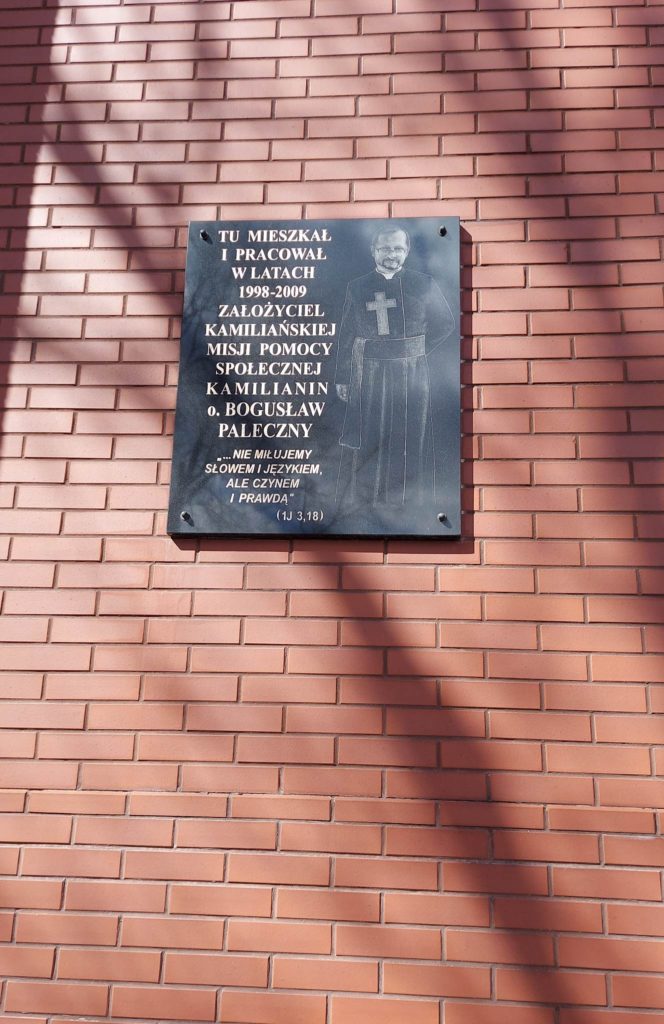 TU MIESZKAŁ
I PRACOWAŁ
W LATACH
1998-2009
ZAŁOŻYCIEL
KAMILIAŃSKIEJ
MISJI POMOCY
SPOŁECZNEJ
KAMILIANIN
o. BOGUSŁAW
PALECZNY
„...NIE MIŁUJEMY
SŁOWEM I JĘZYKIEM,
ALE CZYNEM
I PRAWDĄ"
(1J 3,18)